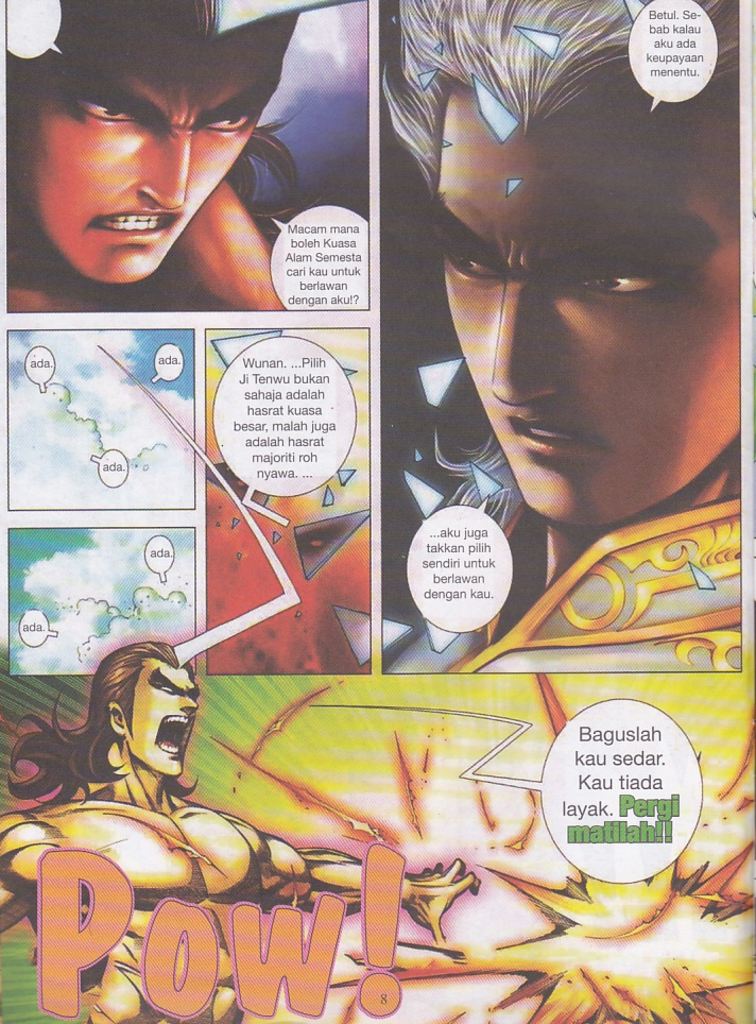 Macam mana
boleh Kuasa
Alam Semesta
cari kau untuk
berlawan
dengan aku!?
Betul. Se-
bab kalau
aku ada
keupayaan
menentu.
...aku juga
takkan pilih
sendiri untuk
berlawan
dengan kau.
ada.
ada.
ada.
Wunan. ...Pilih
Ji Tenwu bukan
sahaja adalah
hasrat kuasa
besar, malah juga
adalah hasrat
majoriti roh
nyawa. ...
...
ada.
ada.
Baguslah
kau sedar.
Kau tiada
layak. Pergi
matilah!!
Pow!
8